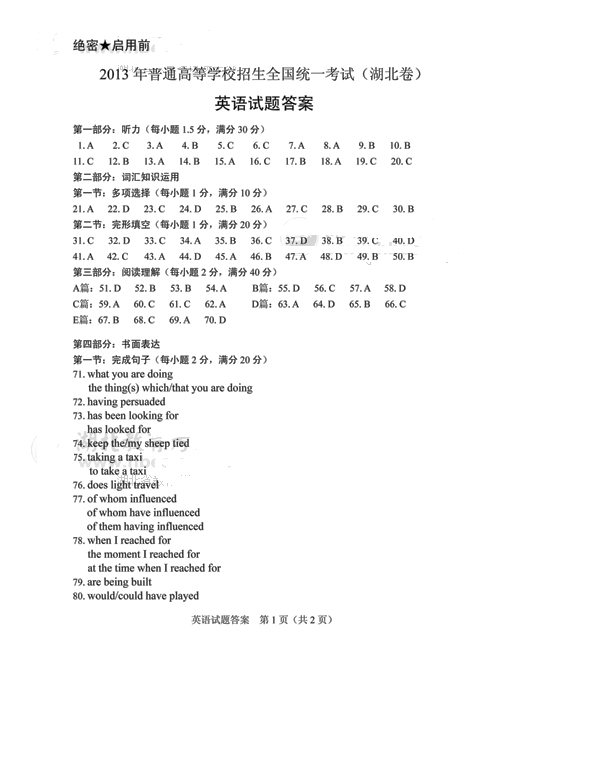 绝密★启用前
2013 年普通高等学校招生全国统一考试（湖北卷）
英语试题答案
第一部分：听力（每小题 1.5 分，满分 30 分）
1. A 2. C 3. A 4. B 5. C 6. C 7. A 8. A 9. B 10. B
11. C 12. B 13. A 14. B 15. A 16. C 17. B 18. A 19. C 20. C
第二部分：词汇知识运用
第一节：多项选择（每小题 1 分，满分 10 分）
21. A 22. D 23. C 24. D 25. B 26. A 27. C 28. B 29. C 30. B
第二节：完形填空（每小题 1 分，满分 20 分）
31. C 32. D 33. C 34. A 35. B 36. C 37. D 38. B 39. C 40. D
41. A 42. C 43. A 44. D 45. A 46. B 47. A 48. D 49. B 50. B
第三部分：阅读理解（每小题 2 分，满分 40 分）
A篇：51. D 52. B 53. B 54. A B篇：55. D 56. C 57. A 58. D
C篇：59. A 60. C 61. C 62. A D篇：63. A 64. D 65. B 66. C
E篇：67. B 68. C 69. A 70. D
第四部分：书面表达
第一节：完成句子（每小题 2 分，满分 20 分）
71. what you are doing
the thing(s) which/that you are doing
72. having persuaded
73. has been looking for
has looked for
74. keep the/my sheep tied
75. taking a taxi
to take a taxi
76. does light travel
77. of whom influenced
of whom have influenced
of them having influenced
78. when I reached for
the moment I reached for
at the time when I reached for
79. are being built
80. would/could have played
英语试题答案 第 1 页（共 2 页）